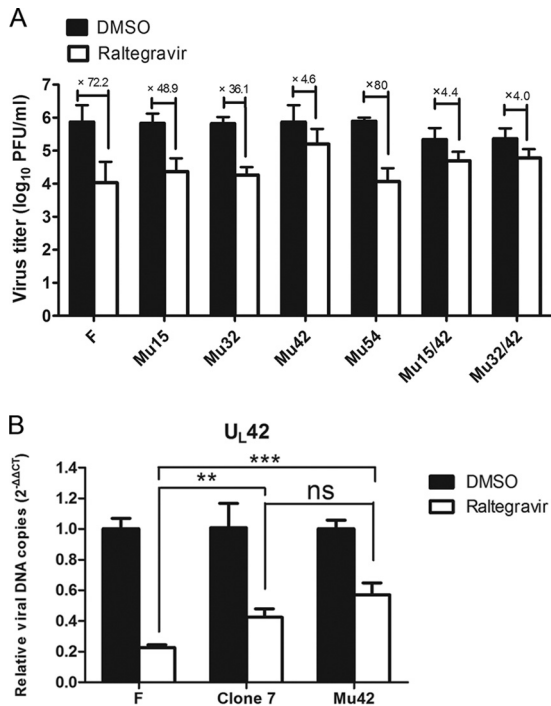 A
DMSO
Raltegravir
× 72.2
× 48.9
× 36.1
× 4.6
×80
×4.4
×4.0
Virus titer (log10 PFU/ml)
7
6
5
4
3
2
1
0
F
Mu15
Mu32
Mu42
Mu54
Mu15/42
Mu32/42
B
UL42
DMSO
Raltegravir
***
**
ns
Relative viral DNA copies (2-ΔΔCT)
1.4
1.2
1.0
0.8
0.6
0.4
0.2
0.0
F
Clone 7
Mu42